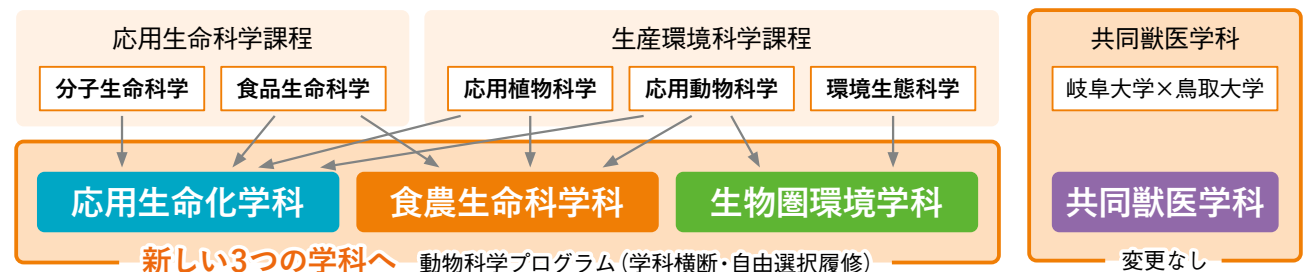 応用生命科学課程
生産環境科学課程
共同獣医学科
分子生命科学
食品生命科学
応用植物科学
応用動物科学
環境生態科学
岐阜大学×鳥取大学
応用生命化学科
食農生命科学科
生物圏環境学科
共同獣医学科
新しい3つの学科へ
動物科学プログラム(学科横断・自由選択履修)
変更なし